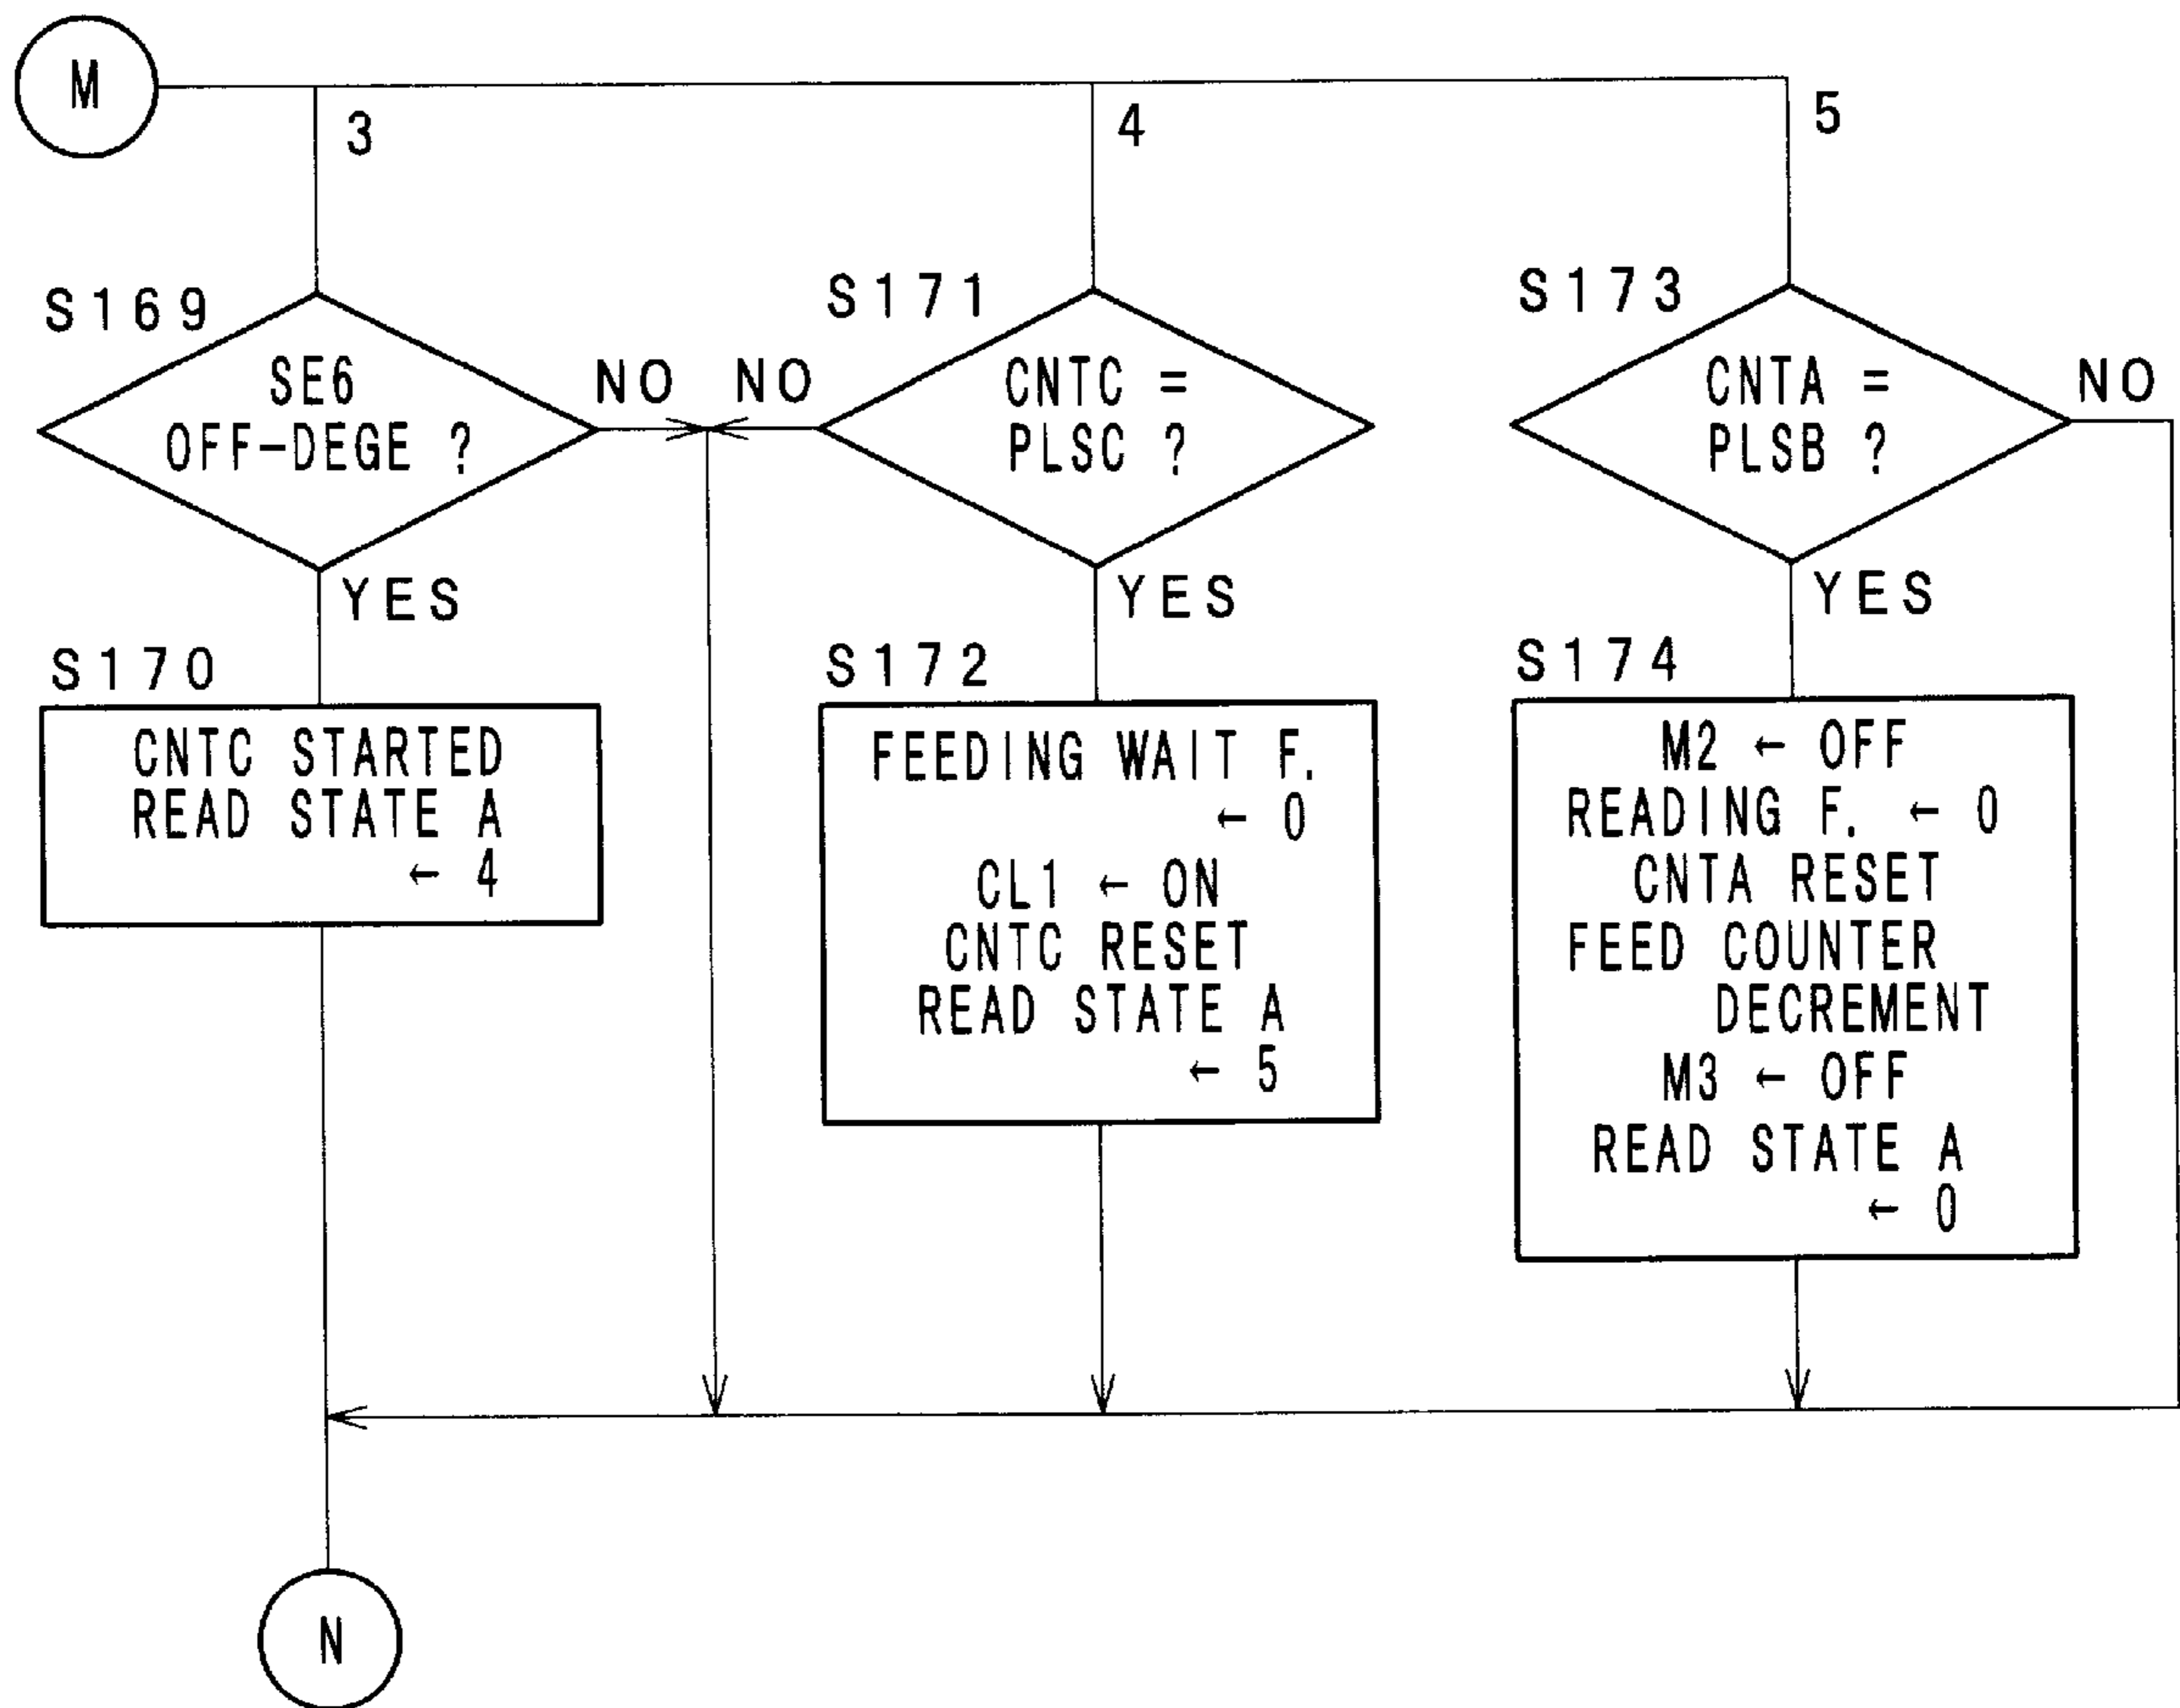 M
3
4
5
S169
SE6
OFF-DEGE ?
NO
YES
S170
CNTC STARTED
READ STATE A
← 4
S171
NO
CNTC =
PLSC ?
YES
S172
FEEDING WAIT F.
← 0
CL1 ← ON
CNTC RESET
READ STATE A
← 5
S173
CNTA =
PLSB ?
NO
YES
S174
M2 ← OFF
READING F. ← 0
CNTA RESET
FEED COUNTER
DECREMENT
M3 ← OFF
READ STATE A
← 0
N